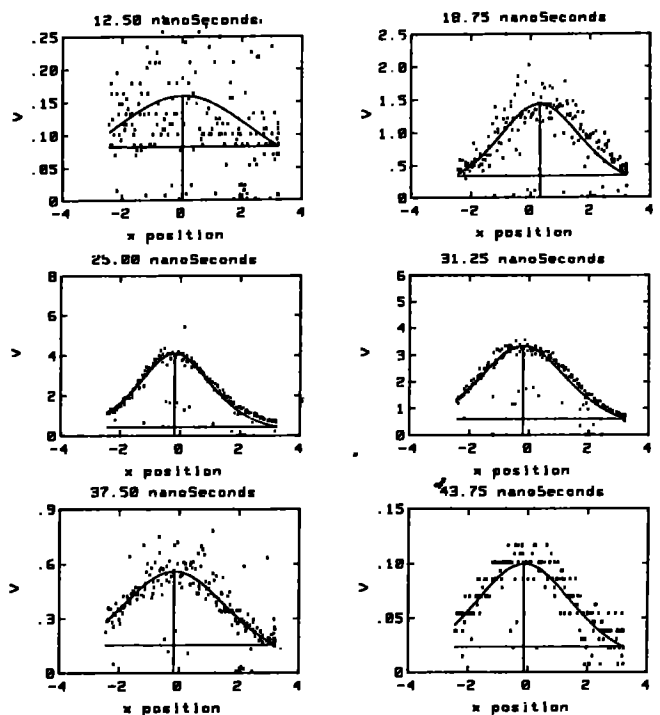 12.50 nanoSeconds
.25
.20
.15
.10
.05
0
V
-4 -2 0 2 4
x position
18.75 nanoSeconds
2.5
2.0
1.5
1.0
.5
0
V
-4 -2 0 2 4
x position
25.00 nanoSeconds
8
6
4
2
0
V
-4 -2 0 2 4
x position
31.25 nanoSeconds
6
5
4
3
2
1
0
V
-4 -2 0 2 4
x position
37.50 nanoSeconds
.9
.6
.3
0
V
-4 -2 0 2 4
x position
43.75 nanoSeconds
.15
.10
.05
0
V
-4 -2 0 2 4
x position